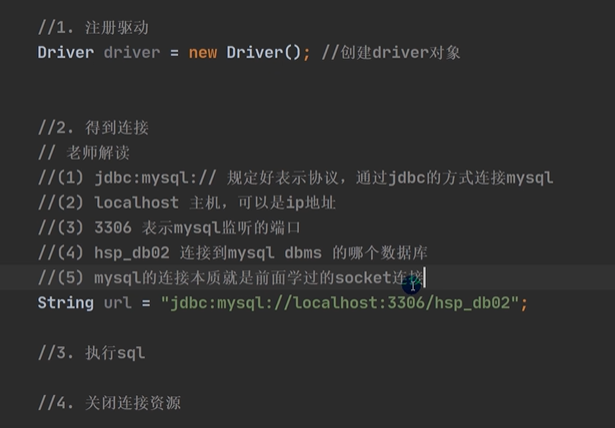 //1. 注册驱动
Driver driver = new Driver(); //创建driver对象
//2. 得到连接
// 老师解读
//(1) jdbc:mysql:// 规定好表示协议，通过jdbc的方式连接mysql
//(2) localhost 主机，可以是ip地址
//(3) 3306 表示mysql监听的端口
//(4) hsp_db02 连接到mysql dbms 的哪个数据库
//(5) mysql的连接本质就是前面学过的socket连接
String url = "jdbc:mysql://localhost:3306/hsp_db02";
//3. 执行sql
//4. 关闭连接资源